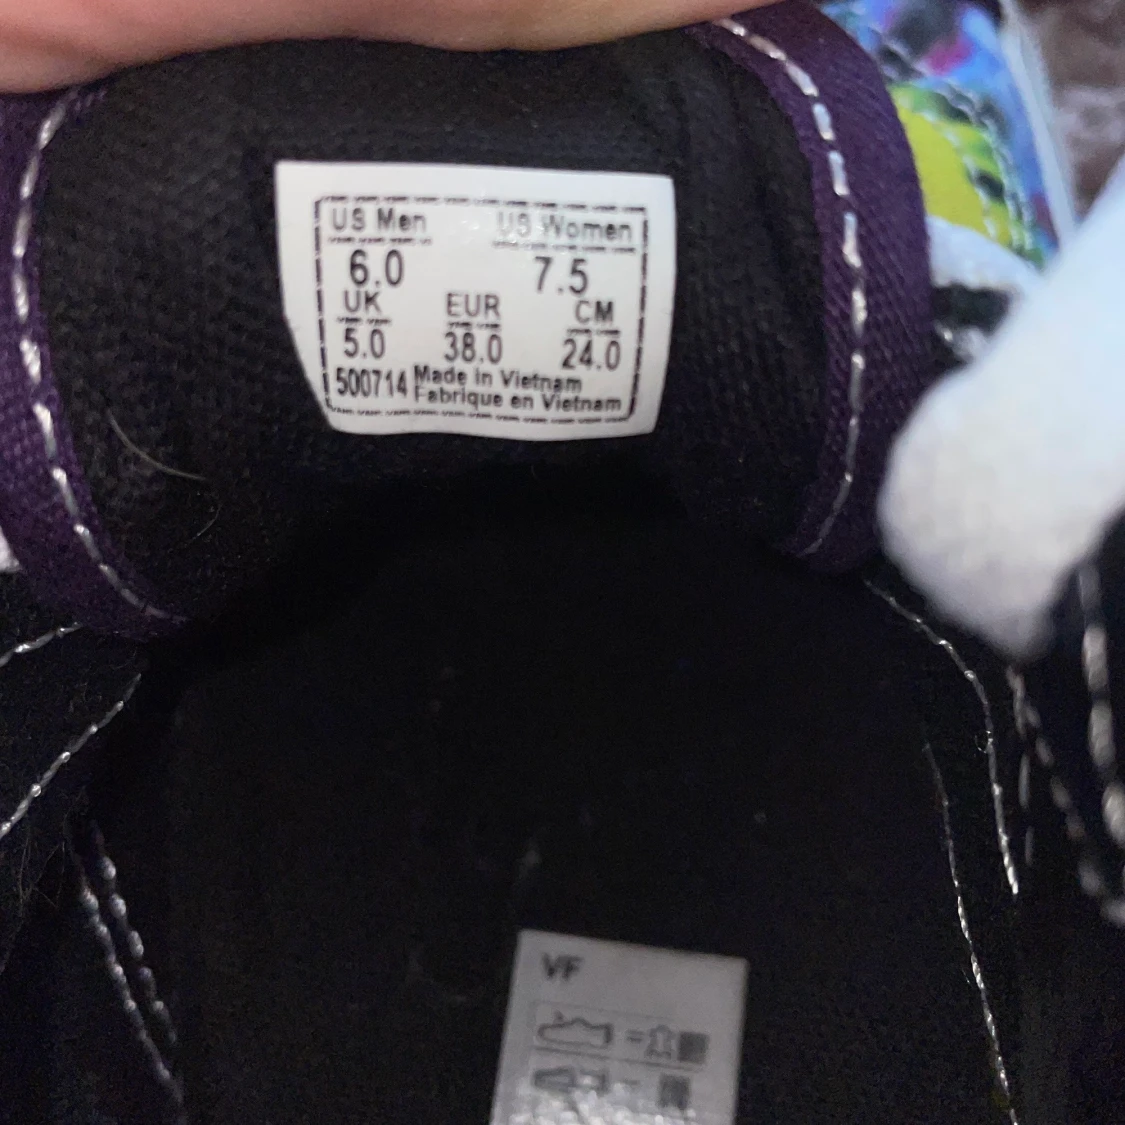 US Men US Women
6.0 7.5
UK EUR CM
5.0 38.0 24.0
500714 Made in Vietnam
Fabrique en Vietnam
VF